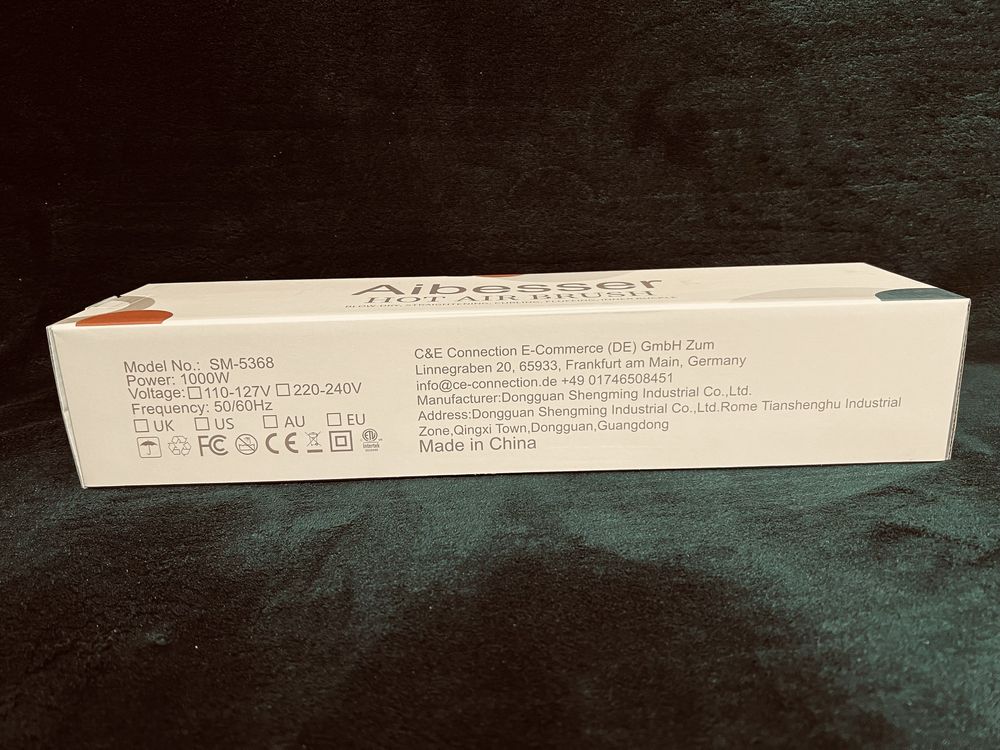 Aibesser
HOT AIR BRUSH
Model No.: SM-5368
Power: 1000W
Voltage: 110-127V 220-240V
Frequency: 50/60Hz
UK US AU EU
FC CE ETL Intertek
C&E Connection E-Commerce (DE) GmbH Zum
Linnegraben 20, 65933, Frankfurt am Main, Germany
info@ce-connection.de +49 01746508451
Manufacturer:Dongguan Shengming Industrial Co.,Ltd.
Address:Dongguan Shengming Industrial Co.,Ltd.Rome Tianshenghu Industrial
Zone,Qingxi Town,Dongguan,Guangdong
Made in China